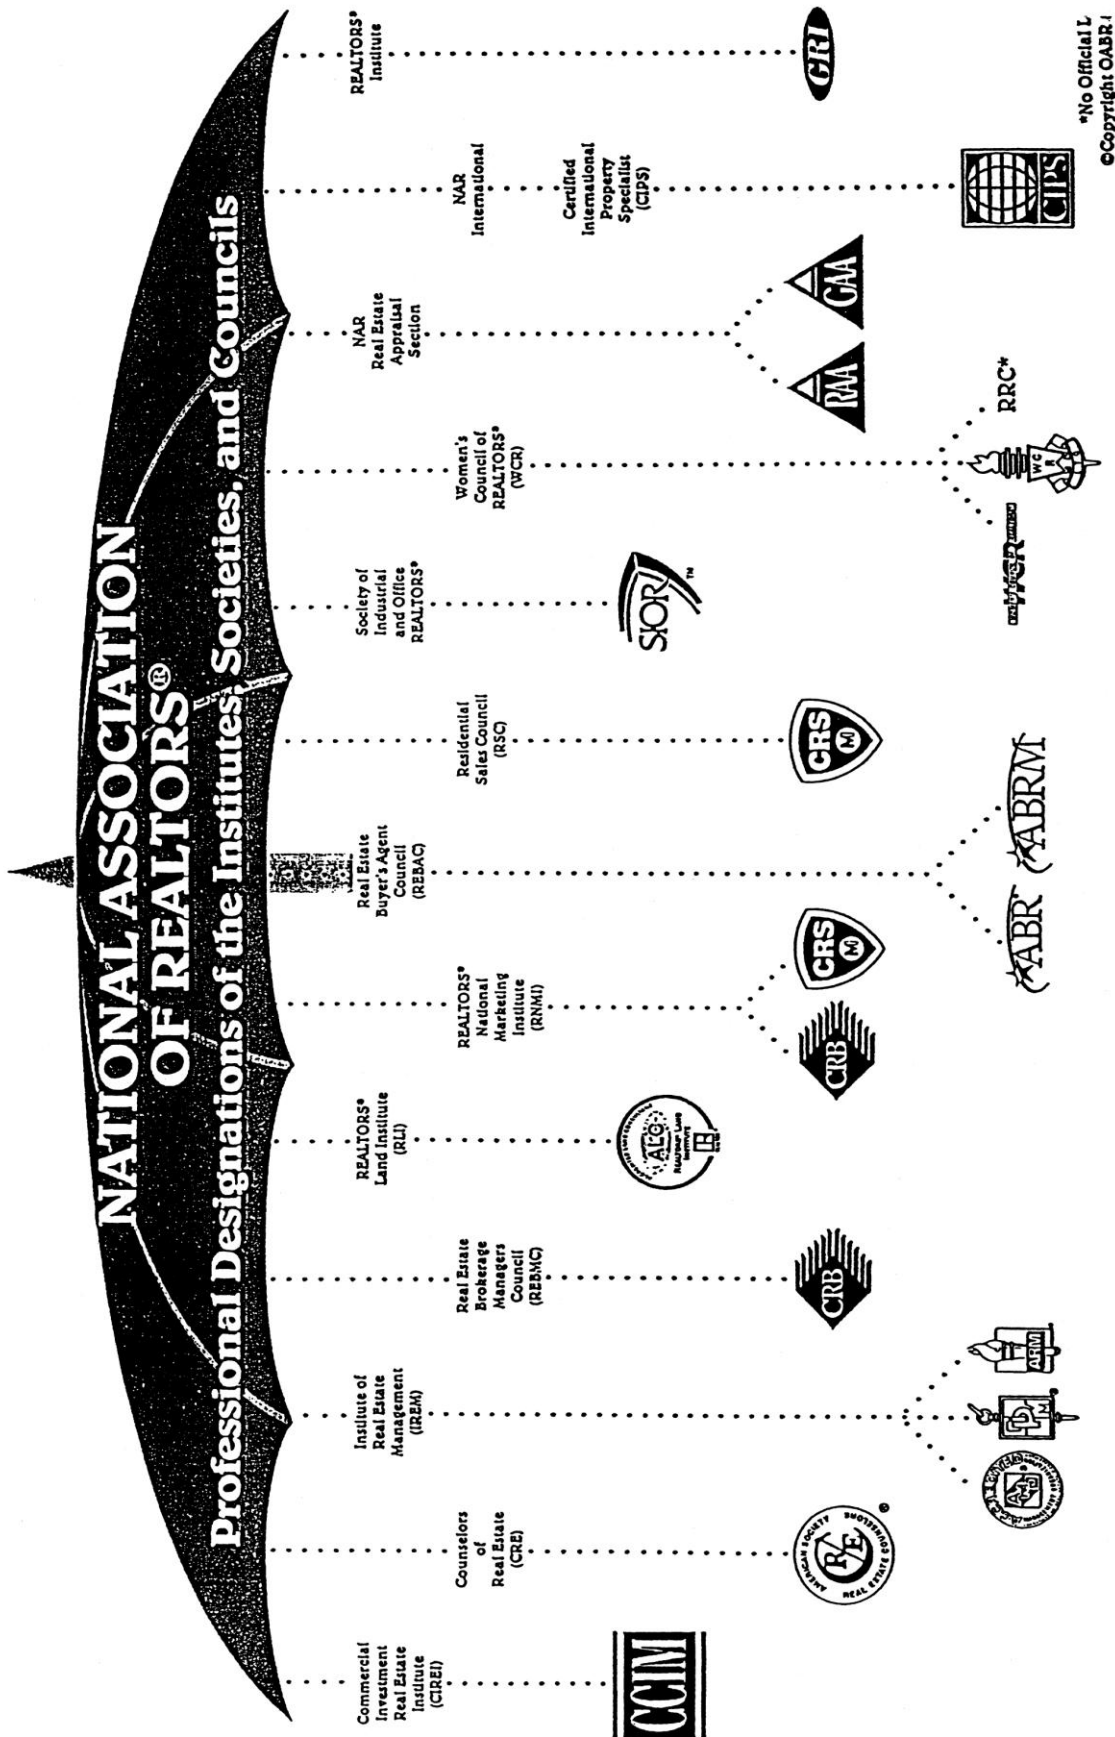 NATIONAL ASSOCIATION
OF REALTORS®
Professional Designations of the Institutes, Societies, and Councils
Commercial
Investment
Real Estate
Institute
(CIREI)
CCIM
Counselors
of
Real Estate
(CRE)
AMERICAN SOCIETY
R/E
REAL ESTATE COUNSELORS
®
Institute of
Real Estate
Management
(IREM)
CPM
ARM
Real Estate
Brokerage
Managers
Council
(REBMC)
CRB
REALTORS®
Land Institute
(RLI)
ALC
REALTORS® LAND
INSTITUTE
REALTORS®
National
Marketing
Institute
(RNMI)
CRB
CRS
Real Estate
Buyer's Agent
Council
(REBAC)
ABR
ABRM
Residential
Sales Council
(RSC)
CRS
Society of
Industrial
and Office
REALTORS®
SIOR
™
Women's
Council of
REALTORS®
(WCR)
WCR
WCR
RRC*
NAR
Real Estate
Appraisal
Section
RAA
GAA
NAR
International
Certified
International
Property
Specialist
(CIPS)
CIPS
REALTORS®
Institute
GRI
*No Official L
©Copyright OABR